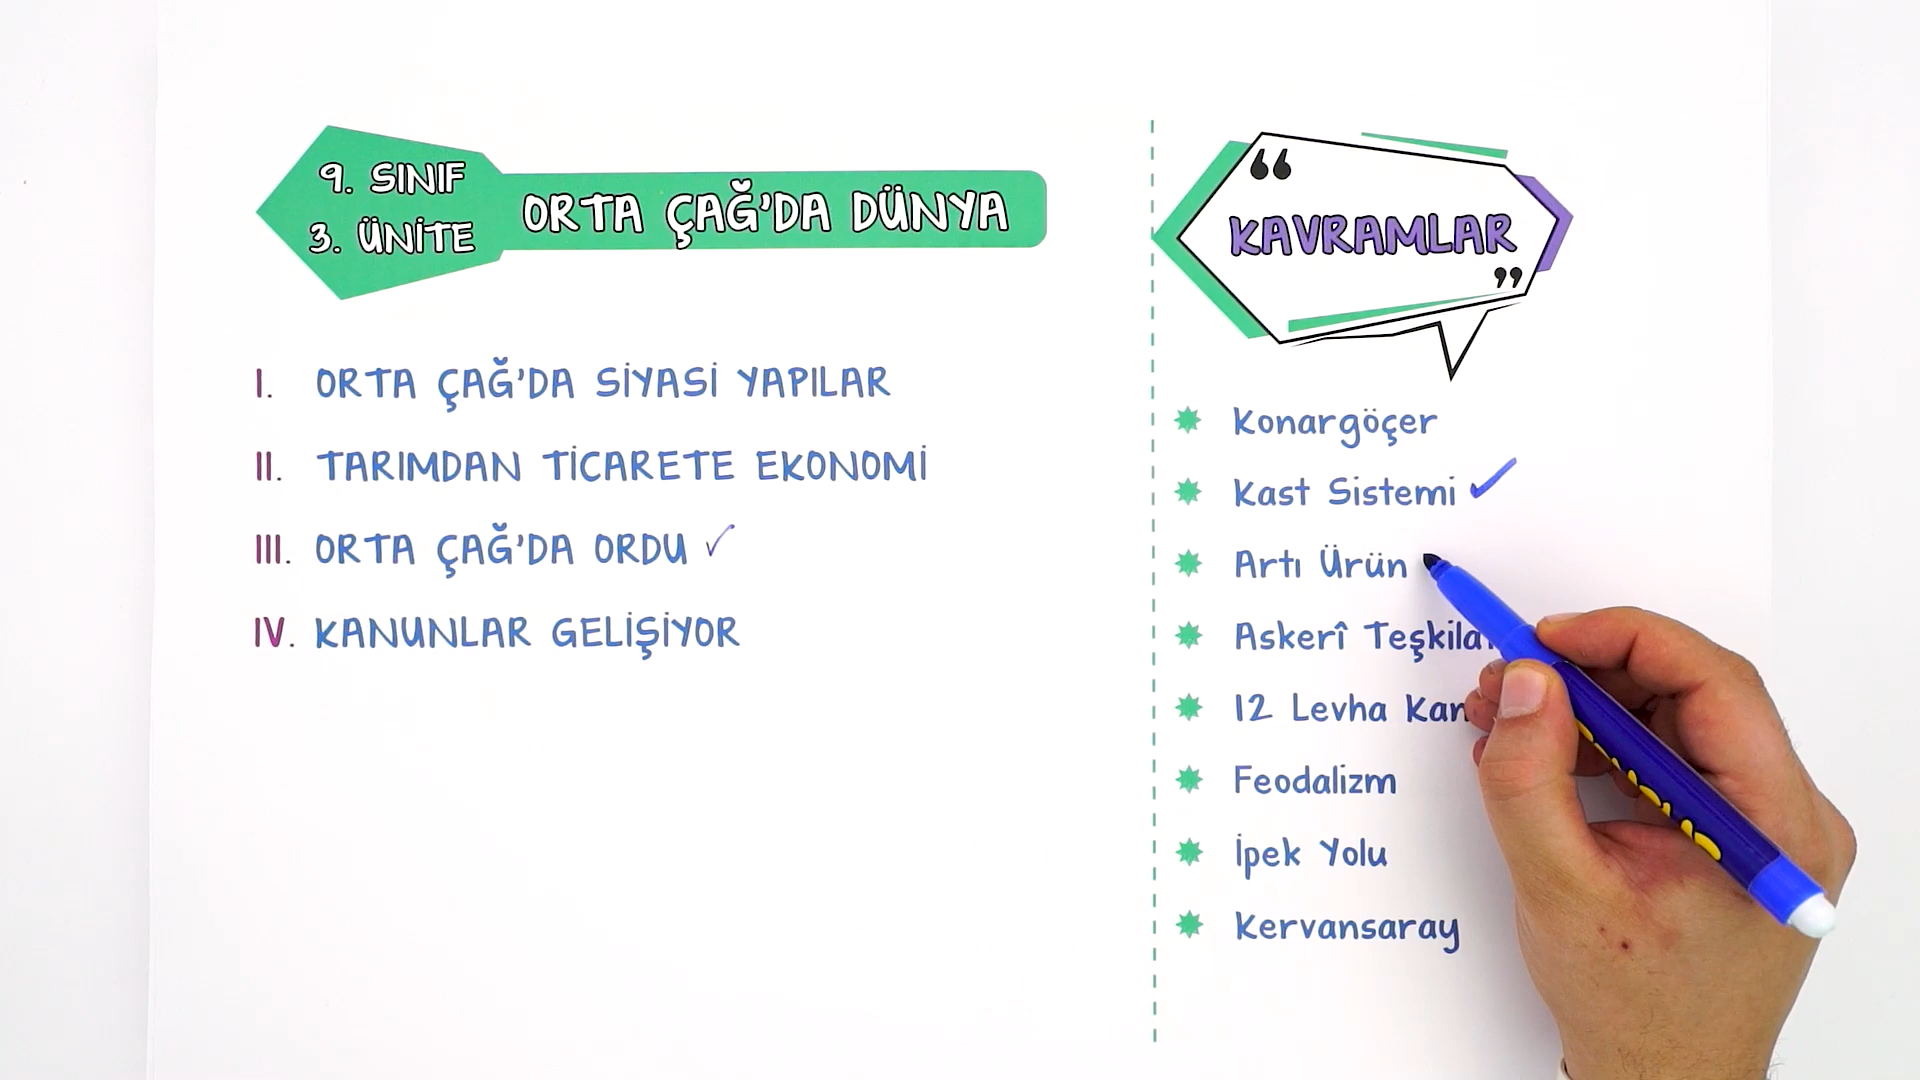 9. SINIF
3. ÜNİTE
ORTA ÇAĞ'DA DÜNYA
I. ORTA ÇAĞ'DA SİYASİ YAPILAR
II. TARIMDAN TİCARETE EKONOMİ
III. ORTA ÇAĞ'DA ORDU
IV. KANUNLAR GELİŞİYOR
KAVRAMLAR
Konargöçer
Kast Sistemi
Artı Ürün
Askerî
12 Levha
Feodalizm
İpek Yolu
Kervansaray